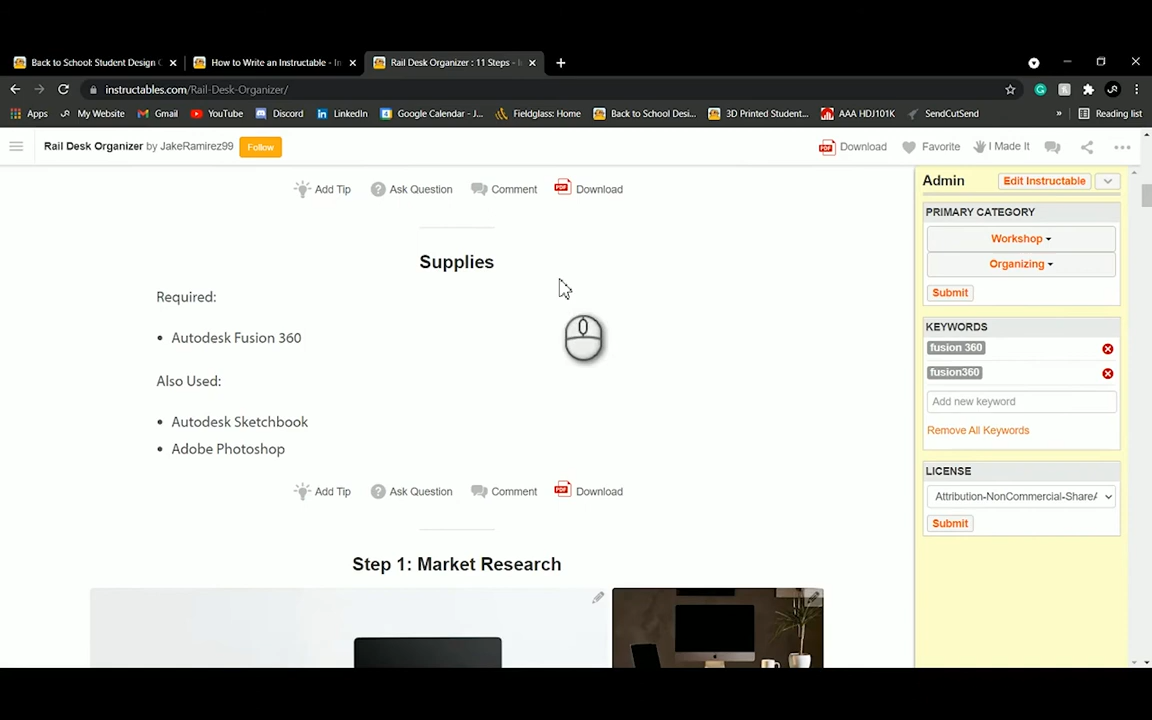 Back to School: Student Design C
How to Write an Instructable - In
Rail Desk Organizer : 11 Steps -
instructables.com/Rail-Desk-Organizer/
Apps
My Website
Gmail
YouTube
Discord
LinkedIn
Google Calendar - J...
Fieldglass: Home
Back to School Desi...
3D Printed Student...
AAA HDJ101K
SendCutSend
»
Reading list
Rail Desk Organizer by JakeRamirez99
Follow
Download
Favorite
I Made It
Add Tip
Ask Question
Comment
Download
Supplies
Required:
• Autodesk Fusion 360
Also Used:
• Autodesk Sketchbook
• Adobe Photoshop
Add Tip
Ask Question
Comment
Download
Step 1: Market Research
Admin
Edit Instructable
PRIMARY CATEGORY
Workshop
Organizing
Submit
KEYWORDS
fusion 360
fusion360
Add new keyword
Remove All Keywords
LICENSE
Attribution-NonCommercial-ShareA
Submit